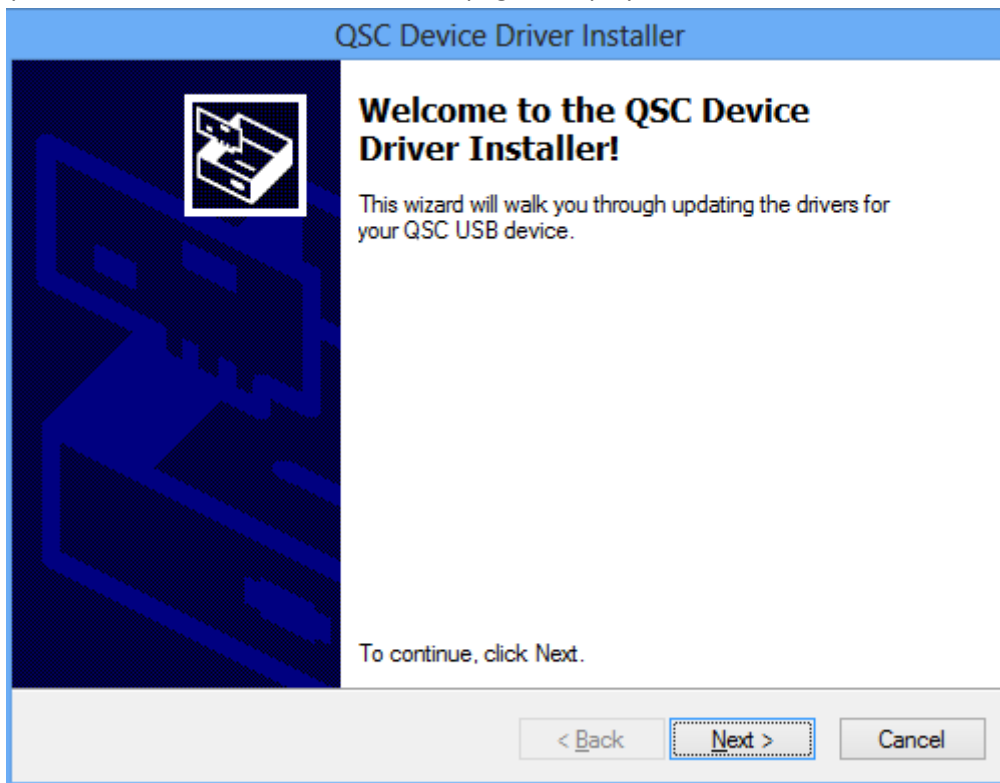 QSC Device Driver Installer
Welcome to the QSC Device
Driver Installer!
This wizard will walk you through updating the drivers for
your QSC USB device.
To continue, click Next.
< Back
Next >
Cancel